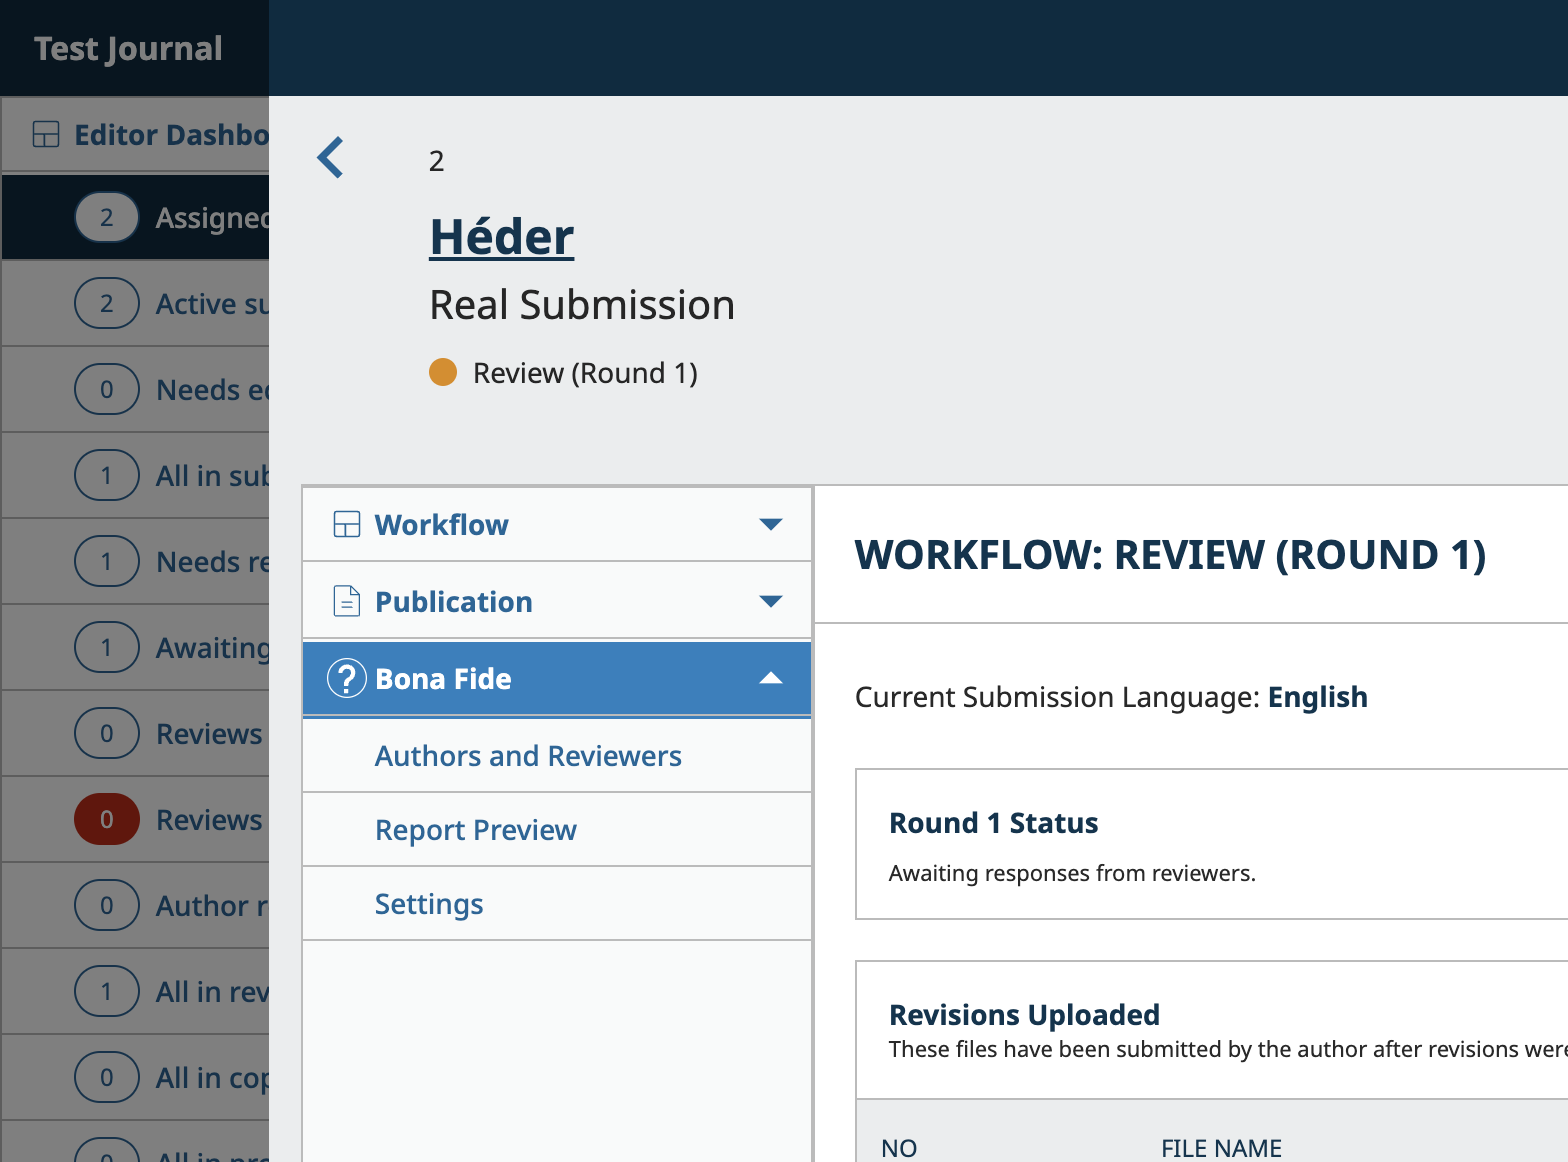 Test Journal
Editor Dashbo
2 Assigned
2 Active su
0 Needs ed
1 All in sub
1 Needs re
1 Awaiting
0 Reviews
0 Reviews
0 Author r
1 All in rev
0 All in cop
2
Héder
Real Submission
Review (Round 1)
Workflow
Publication
? Bona Fide
Authors and Reviewers
Report Preview
Settings
WORKFLOW: REVIEW (ROUND 1)
Current Submission Language: English
Round 1 Status
Awaiting responses from reviewers.
Revisions Uploaded
These files have been submitted by the author after revisions were
NO FILE NAME